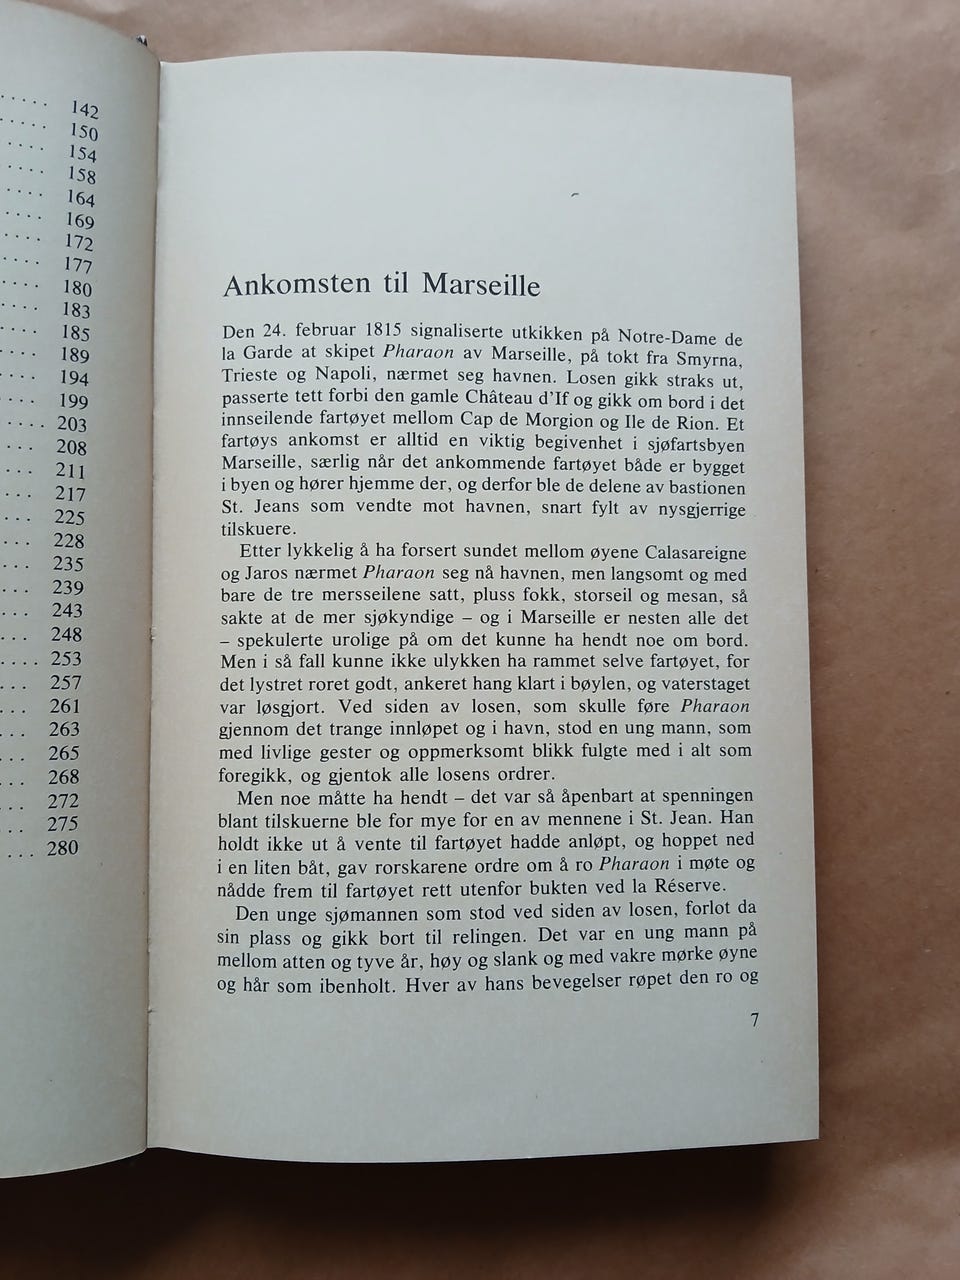 ..... 142
..... 150
.... 154
.... 158
.... 164
.... 169
.... 172
.... 177
.... 180
.... 183
.... 185
.... 189
.... 194
.... 199
..... 203
... 208
... 211
... 217
... 225
... 228
... 235
... 239
... 243
... 248
.... 253
... 257
... 261
... 263
... 265
... 268
... 272
.. 275
... 280
Ankomsten til Marseille
Den 24. februar 1815 signaliserte utkikken på Notre-Dame de
la Garde at skipet Pharaon av Marseille, på tokt fra Smyrna,
Trieste og Napoli, nærmet seg havnen. Losen gikk straks ut,
passerte tett forbi den gamle Château d'If og gikk om bord i det
innseilende fartøyet mellom Cap de Morgion og Ile de Rion. Et
fartøys ankomst er alltid en viktig begivenhet i sjøfartsbyen
Marseille, særlig når det ankommende fartøyet både er bygget
i byen og hører hjemme der, og derfor ble de delene av bastionen
St. Jeans som vendte mot havnen, snart fylt av nysgjerrige
tilskuere.
Etter lykkelig å ha forsert sundet mellom øyene Calasareigne
og Jaros nærmet Pharaon seg nå havnen, men langsomt og med
bare de tre mersseilene satt, pluss fokk, storseil og mesan, så
sakte at de mer sjøkyndige – og i Marseille er nesten alle det
– spekulerte urolige på om det kunne ha hendt noe om bord.
Men i så fall kunne ikke ulykken ha rammet selve fartøyet, for
det lystret roret godt, ankeret hang klart i bøylen, og vaterstaget
var løsgjort. Ved siden av losen, som skulle føre Pharaon
gjennom det trange innløpet og i havn, stod en ung mann, som
med livlige gester og oppmerksomt blikk fulgte med i alt som
foregikk, og gjentok alle losens ordrer.
Men noe måtte ha hendt – det var så åpenbart at spenningen
blant tilskuerne ble for mye for en av mennene i St. Jean. Han
holdt ikke ut å vente til fartøyet hadde anløpt, og hoppet ned
i en liten båt, gav rorskarene ordre om å ro Pharaon i møte og
nådde frem til fartøyet rett utenfor bukten ved la Réserve.
Den unge sjømannen som stod ved siden av losen, forlot da
sin plass og gikk bort til relingen. Det var en ung mann på
mellom atten og tyve år, høy og slank og med vakre mørke øyne
og hår som ibenholt. Hver av hans bevegelser røpet den ro og
7